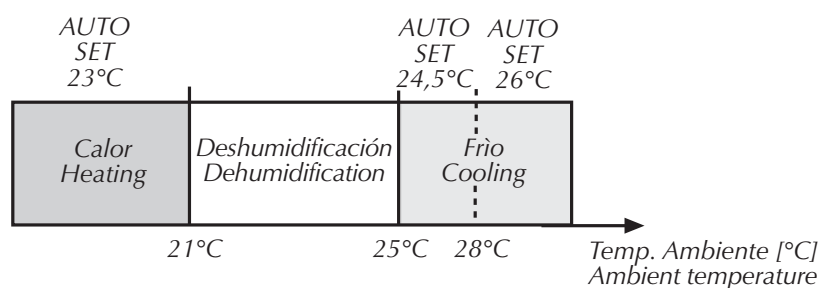 AUTO
SET
23°C
AUTO
SET
24,5°C
AUTO
SET
26°C
Calor
Heating
Deshumidificación
Dehumidification
Frìo
Cooling
21°C
25°C
28°C
Temp. Ambiente [°C]
Ambient temperature